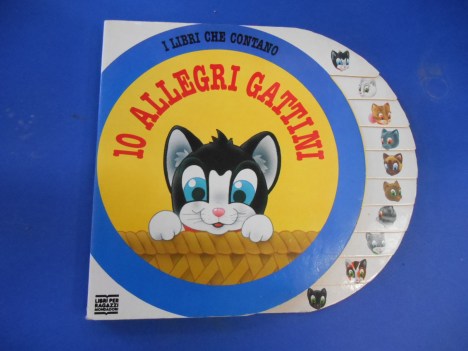 I LIBRI CHE CONTANO
10 ALLEGRI GATTINI
LIBRI PER
RAGAZZI
MONDADORI